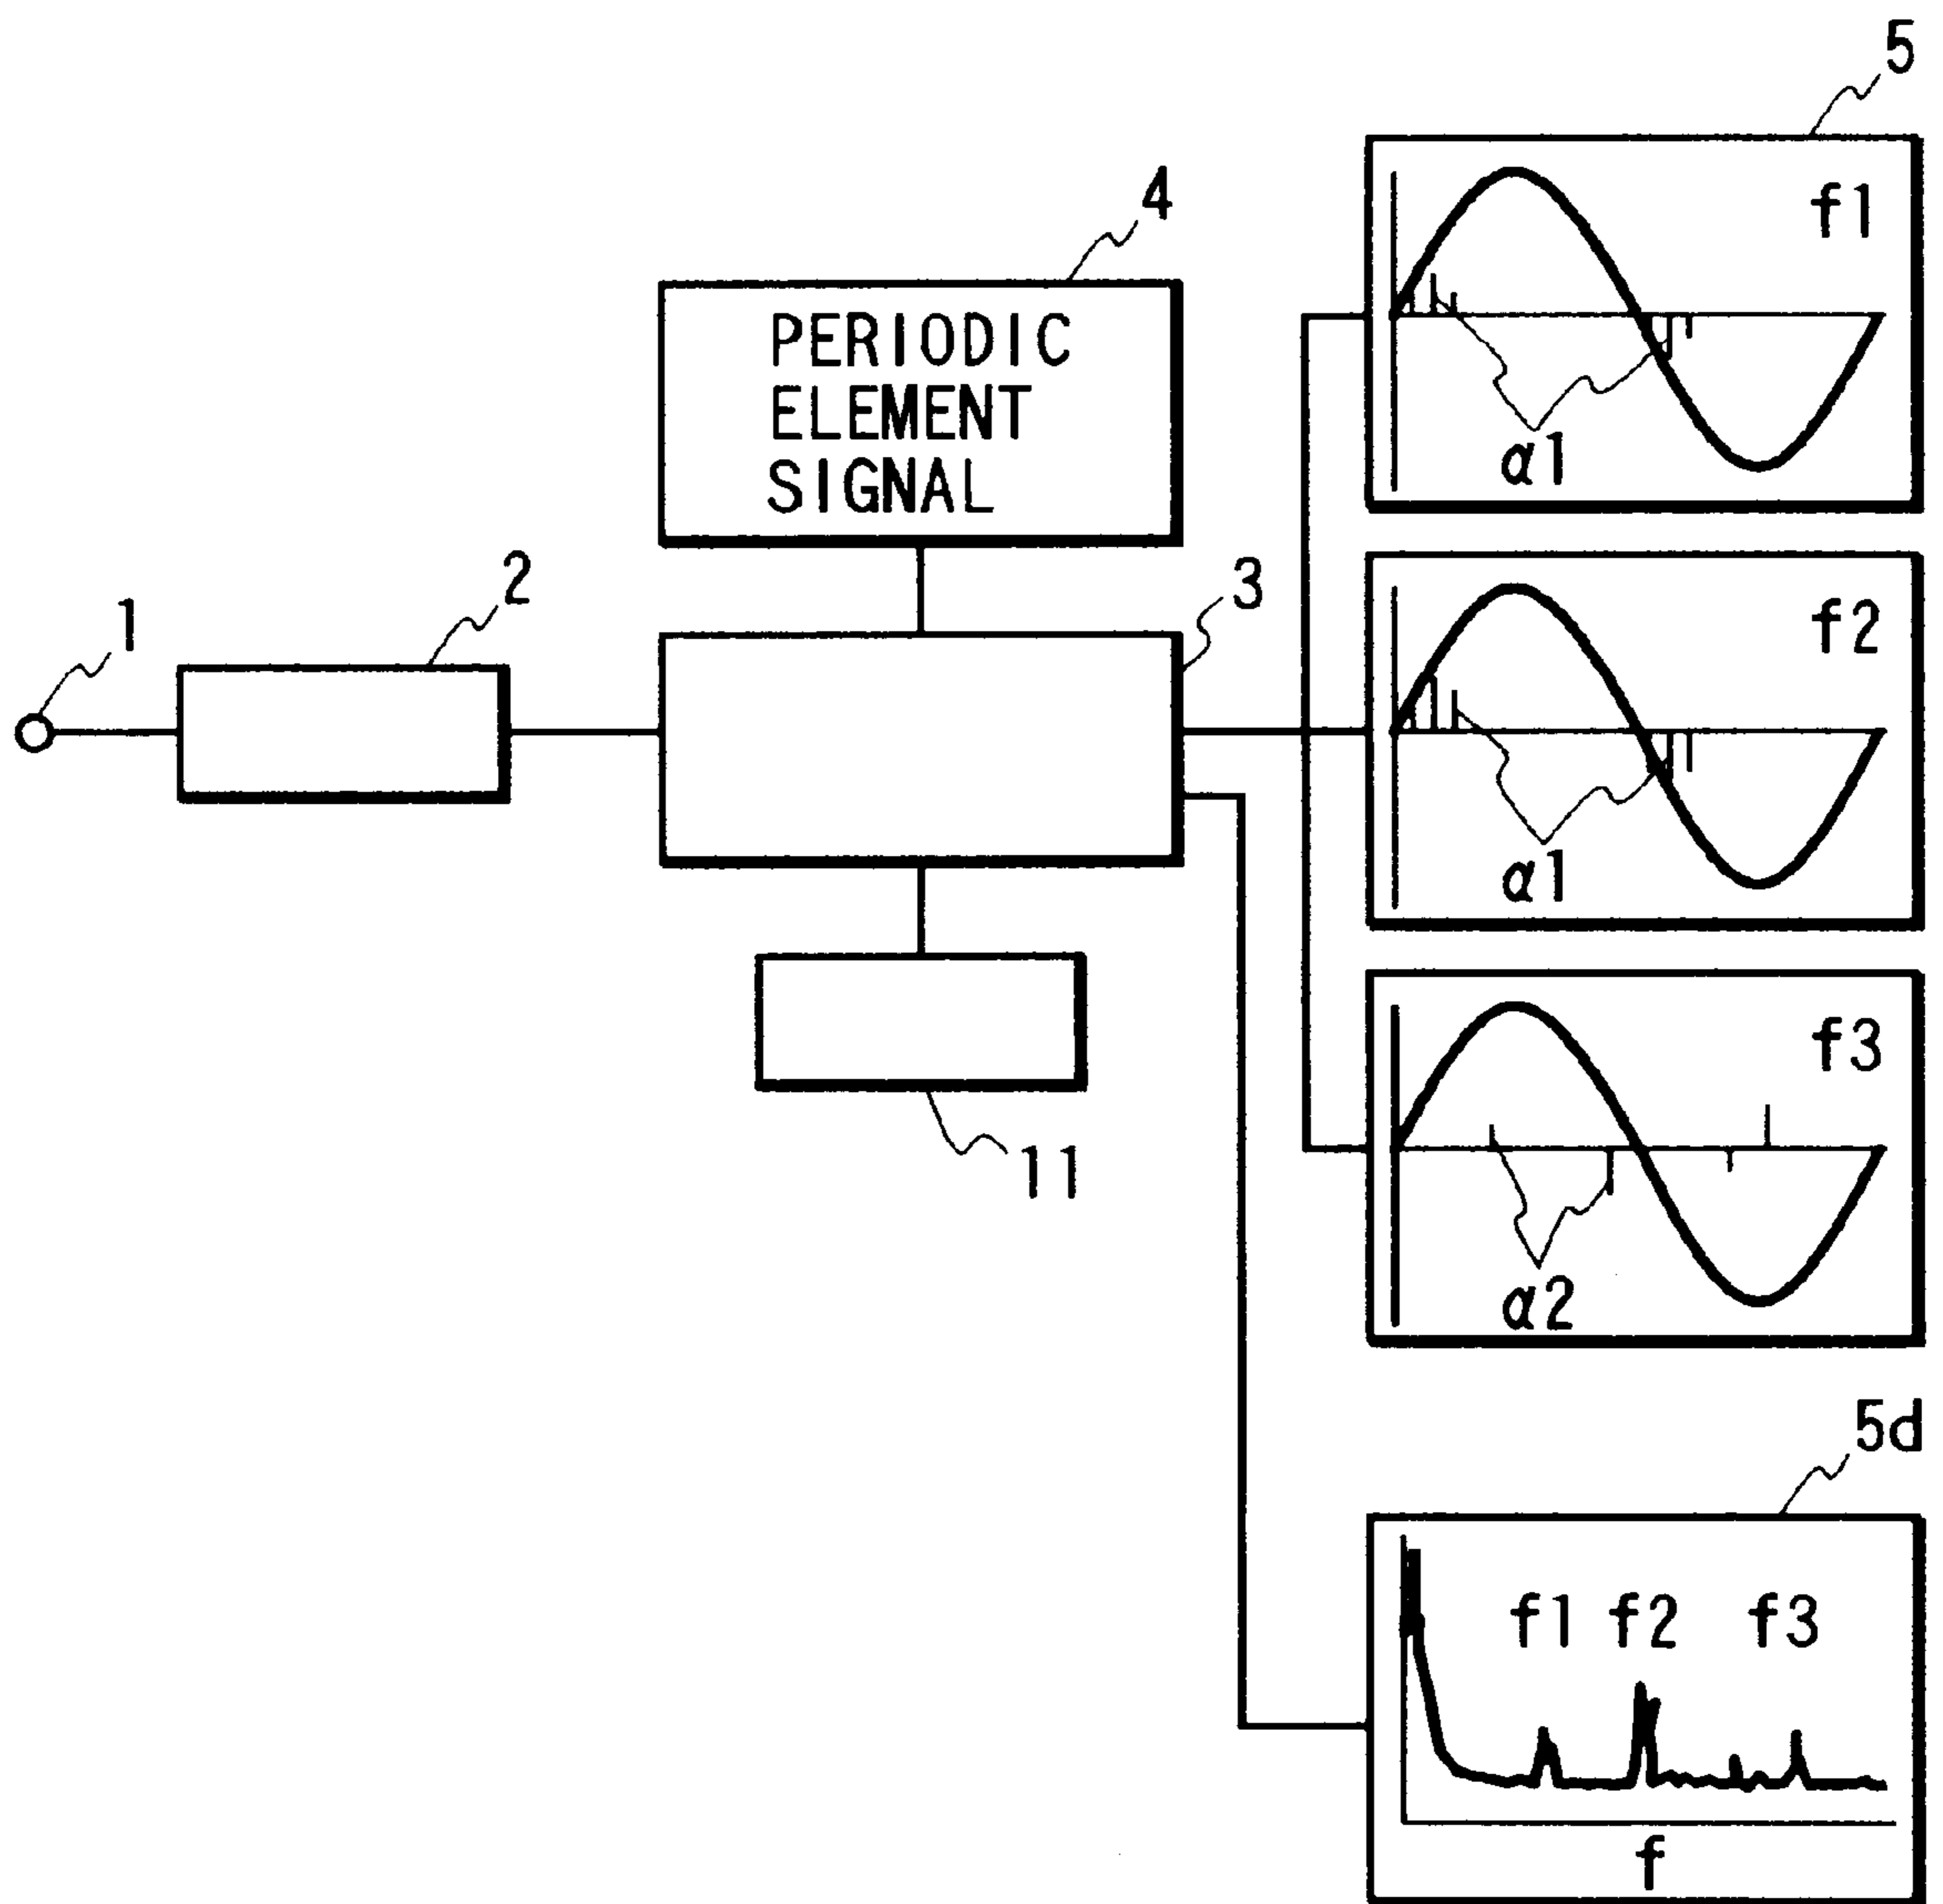 5
f1
4
PERIODIC
ELEMENT
SIGNAL
α1
3
2
1
f2
α1
f3
11
α2
5d
f1 f2 f3
f